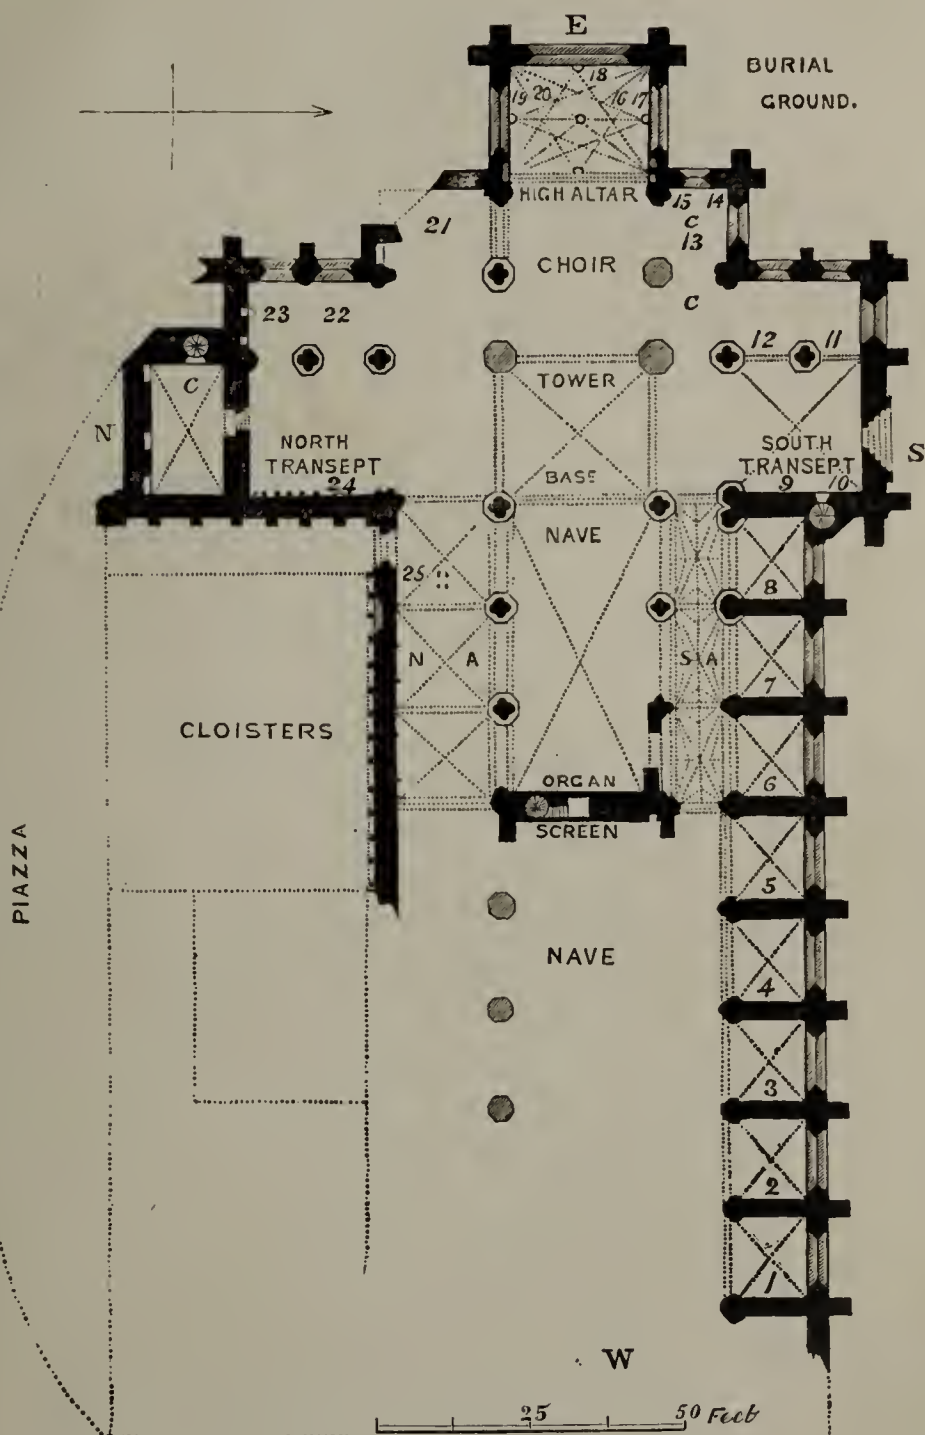 E
BURIAL
GROUND.
18
19 20 16 17
HIGH ALTAR
15 14
C
13
21
CHOIR
C
23 22
12 11
TOWER
C
N
NORTH
TRANSEPT
24
BASE
SOUTH
TRANSEPT
9 10
S
NAVE
25
8
N A
S A
7
CLOISTERS
6
ORGAN
SCREEN
5
PIAZZA
NAVE
4
3
2
1
W
25 50 Feet